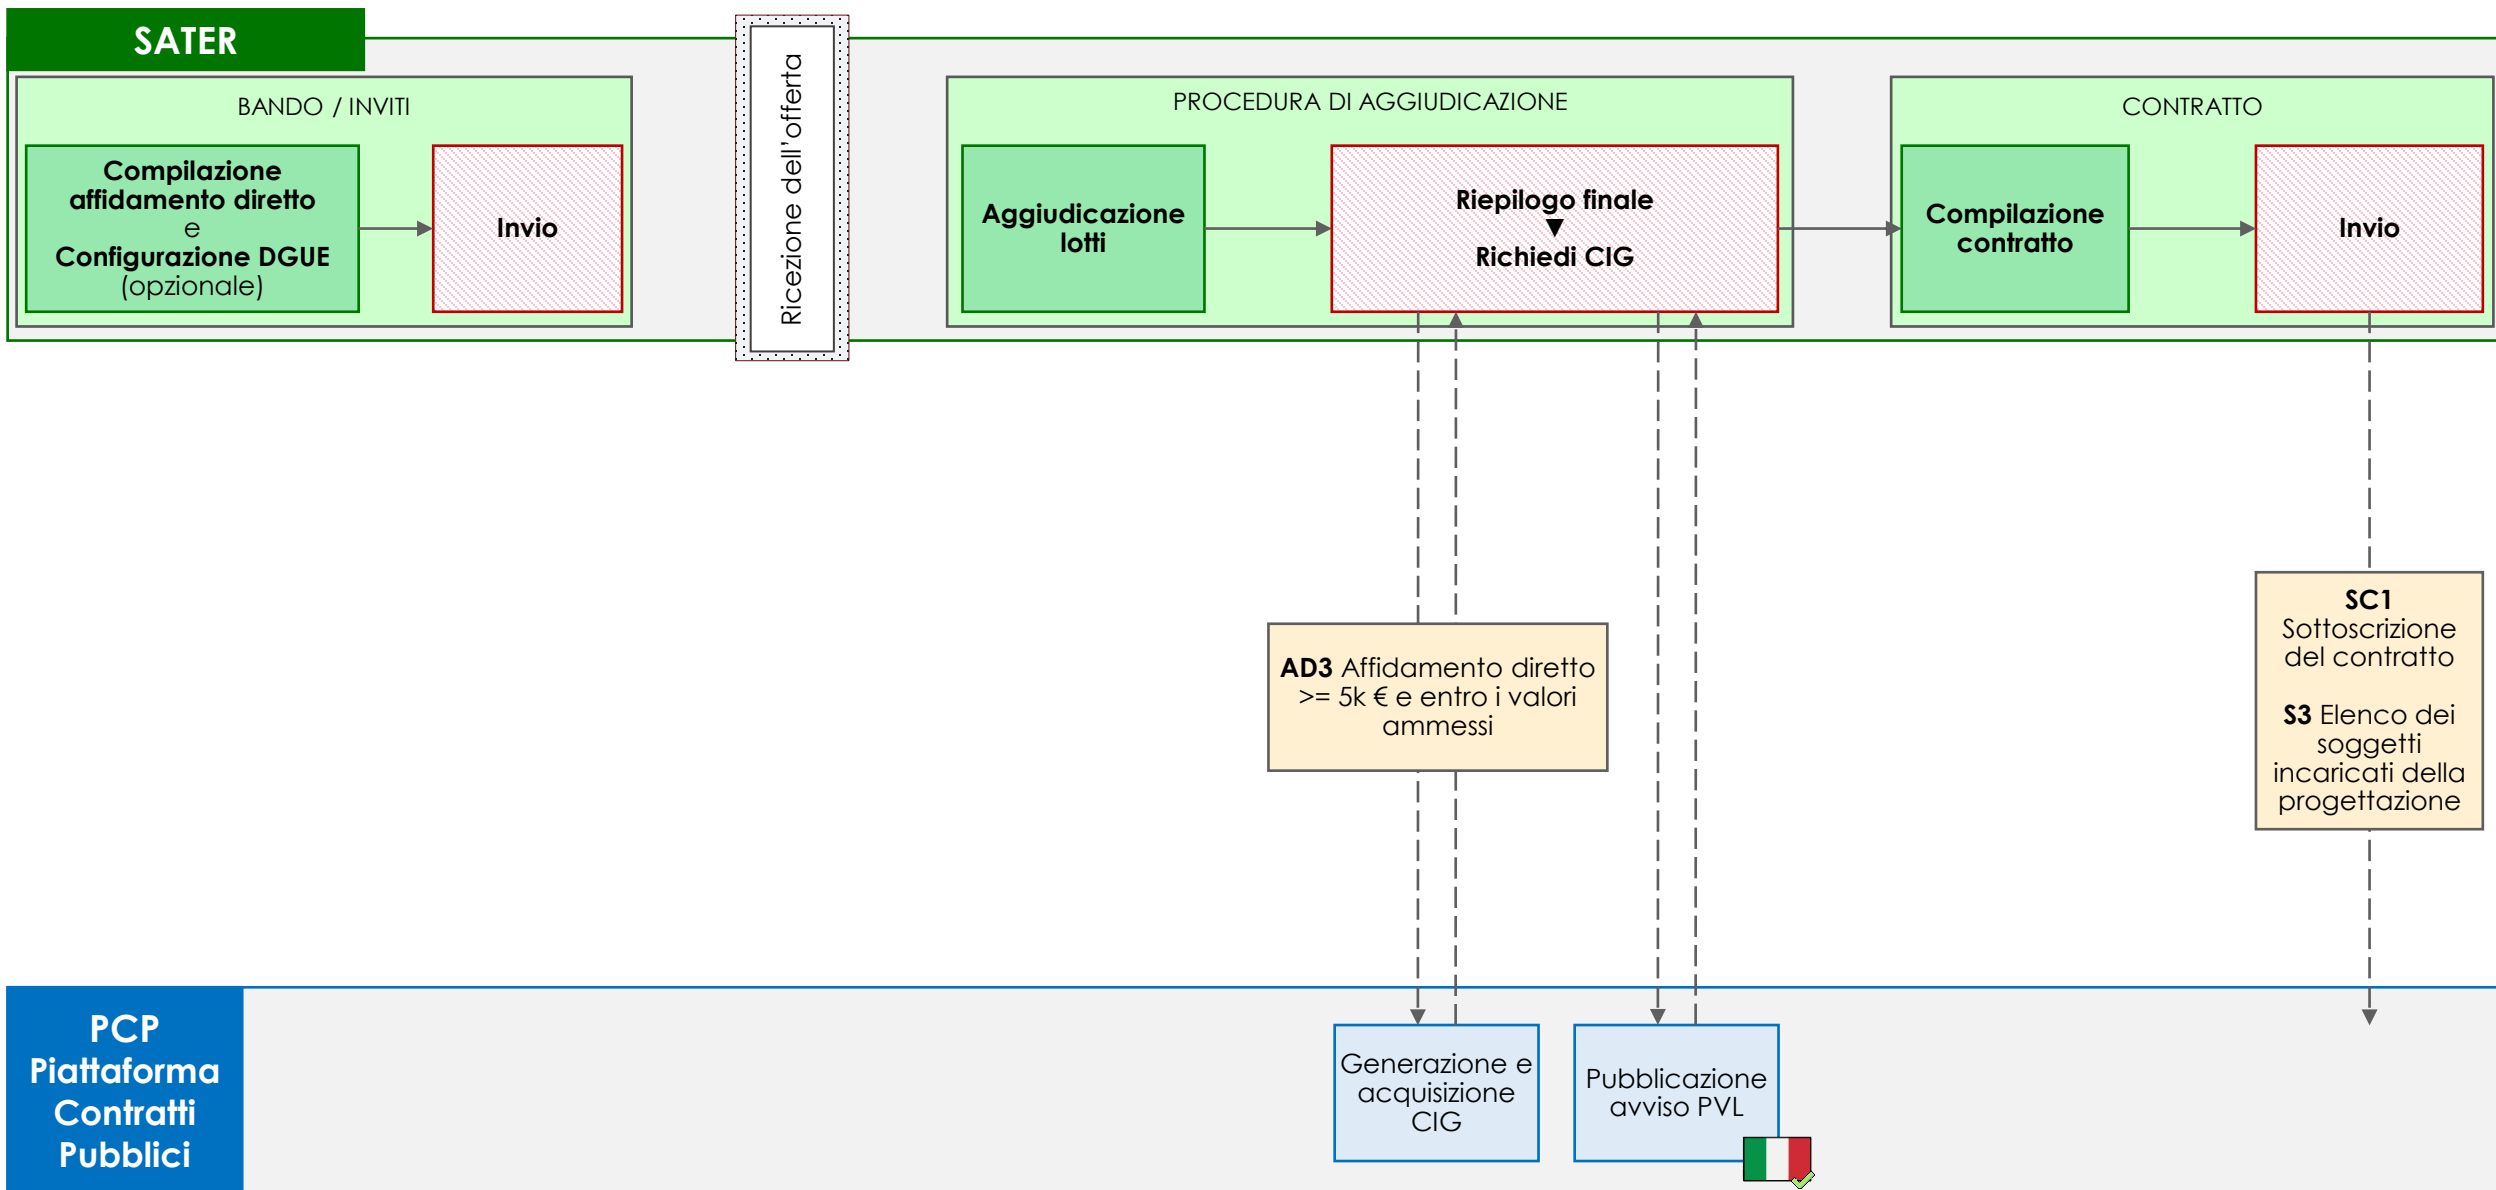 SATER
BANDO / INVITI
Compilazione
affidamento diretto
e
Configurazione DGUE
(opzionale)
Invio
Ricezione dell'offerta
PROCEDURA DI AGGIUDICAZIONE
Aggiudicazione
lotti
Riepilogo finale
▼
Richiedi CIG
CONTRATTO
Compilazione
contratto
Invio
AD3 Affidamento diretto
>= 5k € e entro i valori
ammessi
SC1
Sottoscrizione
del contratto
S3 Elenco dei
soggetti
incaricati della
progettazione
PCP
Piattaforma
Contratti
Pubblici
Generazione e
acquisizione
CIG
Pubblicazione
avviso PVL